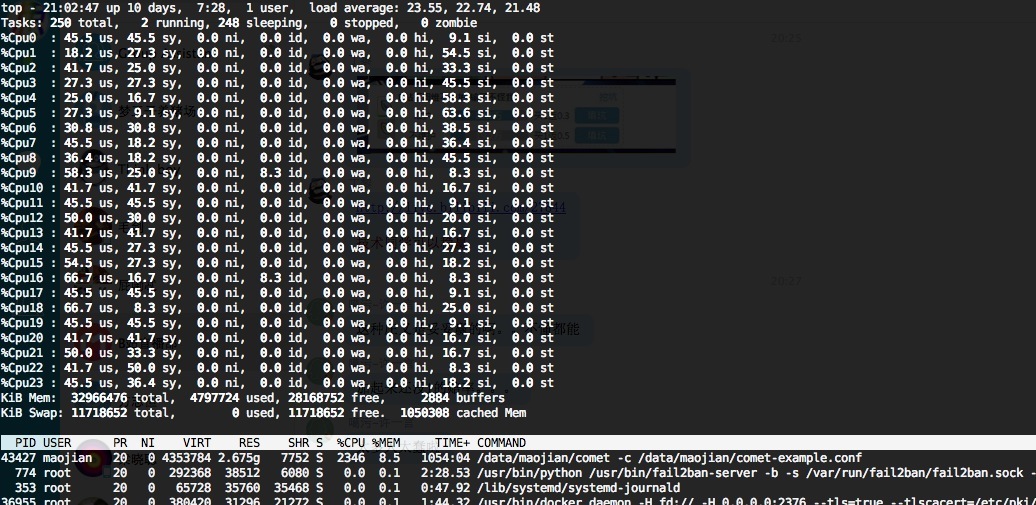 top - 21:02:47 up 10 days,  7:28,  1 user,  load average: 23.55, 22.74, 21.48
Tasks: 250 total,   2 running, 248 sleeping,   0 stopped,   0 zombie
%Cpu0  : 45.5 us, 45.5 sy,  0.0 ni,  0.0 id,  0.0 wa,  0.0 hi,  9.1 si,  0.0 st
%Cpu1  : 18.2 us, 27.3 sy,  0.0 ni,  0.0 id,  0.0 wa,  0.0 hi, 54.5 si,  0.0 st
%Cpu2  : 41.7 us, 25.0 sy,  0.0 ni,  0.0 id,  0.0 wa,  0.0 hi, 33.3 si,  0.0 st
%Cpu3  : 27.3 us, 27.3 sy,  0.0 ni,  0.0 id,  0.0 wa,  0.0 hi, 45.5 si,  0.0 st
%Cpu4  : 25.0 us, 16.7 sy,  0.0 ni,  0.0 id,  0.0 wa,  0.0 hi, 58.3 si,  0.0 st
%Cpu5  : 27.3 us,  9.1 sy,  0.0 ni,  0.0 id,  0.0 wa,  0.0 hi, 63.6 si,  0.0 st
%Cpu6  : 30.8 us, 30.8 sy,  0.0 ni,  0.0 id,  0.0 wa,  0.0 hi, 38.5 si,  0.0 st
%Cpu7  : 45.5 us, 18.2 sy,  0.0 ni,  0.0 id,  0.0 wa,  0.0 hi, 36.4 si,  0.0 st
%Cpu8  : 36.4 us, 18.2 sy,  0.0 ni,  0.0 id,  0.0 wa,  0.0 hi, 45.5 si,  0.0 st
%Cpu9  : 58.3 us, 25.0 sy,  0.0 ni,  8.3 id,  0.0 wa,  0.0 hi,  8.3 si,  0.0 st
%Cpu10 : 41.7 us, 41.7 sy,  0.0 ni,  0.0 id,  0.0 wa,  0.0 hi, 16.7 si,  0.0 st
%Cpu11 : 45.5 us, 45.5 sy,  0.0 ni,  0.0 id,  0.0 wa,  0.0 hi,  9.1 si,  0.0 st
%Cpu12 : 50.0 us, 30.0 sy,  0.0 ni,  0.0 id,  0.0 wa,  0.0 hi, 20.0 si,  0.0 st
%Cpu13 : 41.7 us, 41.7 sy,  0.0 ni,  0.0 id,  0.0 wa,  0.0 hi, 16.7 si,  0.0 st
%Cpu14 : 45.5 us, 27.3 sy,  0.0 ni,  0.0 id,  0.0 wa,  0.0 hi, 27.3 si,  0.0 st
%Cpu15 : 54.5 us, 27.3 sy,  0.0 ni,  0.0 id,  0.0 wa,  0.0 hi, 18.2 si,  0.0 st
%Cpu16 : 66.7 us, 16.7 sy,  0.0 ni,  8.3 id,  0.0 wa,  0.0 hi,  8.3 si,  0.0 st
%Cpu17 : 45.5 us, 45.5 sy,  0.0 ni,  0.0 id,  0.0 wa,  0.0 hi,  9.1 si,  0.0 st
%Cpu18 : 66.7 us,  8.3 sy,  0.0 ni,  0.0 id,  0.0 wa,  0.0 hi, 25.0 si,  0.0 st
%Cpu19 : 45.5 us, 45.5 sy,  0.0 ni,  0.0 id,  0.0 wa,  0.0 hi,  9.1 si,  0.0 st
%Cpu20 : 41.7 us, 41.7 sy,  0.0 ni,  0.0 id,  0.0 wa,  0.0 hi, 16.7 si,  0.0 st
%Cpu21 : 50.0 us, 33.3 sy,  0.0 ni,  0.0 id,  0.0 wa,  0.0 hi, 16.7 si,  0.0 st
%Cpu22 : 41.7 us, 50.0 sy,  0.0 ni,  0.0 id,  0.0 wa,  0.0 hi,  8.3 si,  0.0 st
%Cpu23 : 45.5 us, 36.4 sy,  0.0 ni,  0.0 id,  0.0 wa,  0.0 hi, 18.2 si,  0.0 st
KiB Mem:  32966476 total,  4797724 used, 28168752 free,     2884 buffers
KiB Swap: 11718652 total,        0 used, 11718652 free.  1050308 cached Mem
PID USER      PR  NI    VIRT    RES    SHR S  %CPU %MEM     TIME+ COMMAND
43427 maojian   20   0 4353784 2.675g   7752 S  2346  8.5   1054:04 /data/maojian/comet -c /data/maojian/comet-example.conf
774 root      20   0  292368  38512   6080 S   0.0  0.1   2:28.53 /usr/bin/python /usr/bin/fail2ban-server -b -s /var/run/fail2ban/fail2ban.sock -
353 root      20   0   65728  35760  35468 S   0.0  0.1   0:47.92 /lib/systemd/systemd-journald
36955 root      20   0  380420  31296  21272 S   0.0  0.1   1:44.32 /usr/bin/docker daemon -H fd:// -H 0.0.0.0:2376 --tls=true --tlscacert=/etc/pki/
20:25
20:27